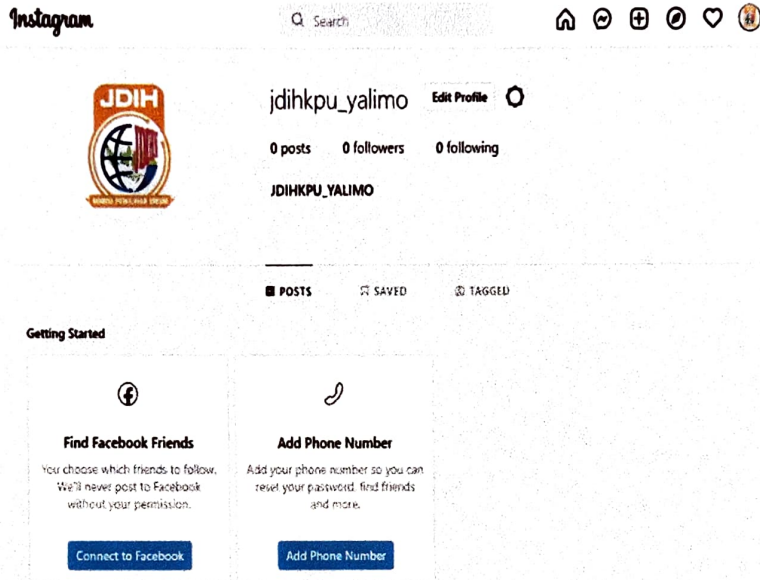 Instagram
Search
JDIH
jdihkpu_yalimo
Edit Profile
0 posts 0 followers 0 following
JDIHKPU_YALIMO
POSTS SAVED TAGGED
Getting Started
Find Facebook Friends
You choose which friends to follow.
We'll never post to Facebook
without your permission.
Connect to Facebook
Add Phone Number
Add your phone number so you can
reset your password, find friends
and more.
Add Phone Number